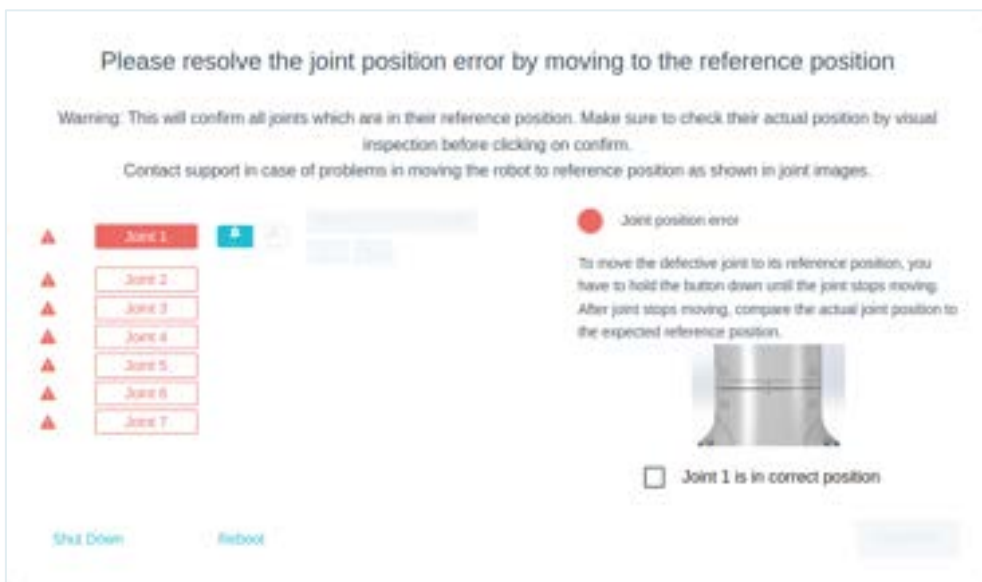 Please resolve the joint position error by moving to the reference position
Warning: This will confirm all joints which are in their reference position. Make sure to check their actual position by visual
inspection before clicking on confirm.
Contact support in case of problems in moving the robot to reference position as shown in joint images.
Joint position error
Joint 1
To move the defective joint to its reference position, you
have to hold the button down until the joint stops moving.
After joint stops moving, compare the actual joint position to
the expected reference position.
Joint 2
Joint 3
Joint 4
Joint 5
Joint 6
Joint 7
Joint 1 is in correct position
Shut Down
Reboot